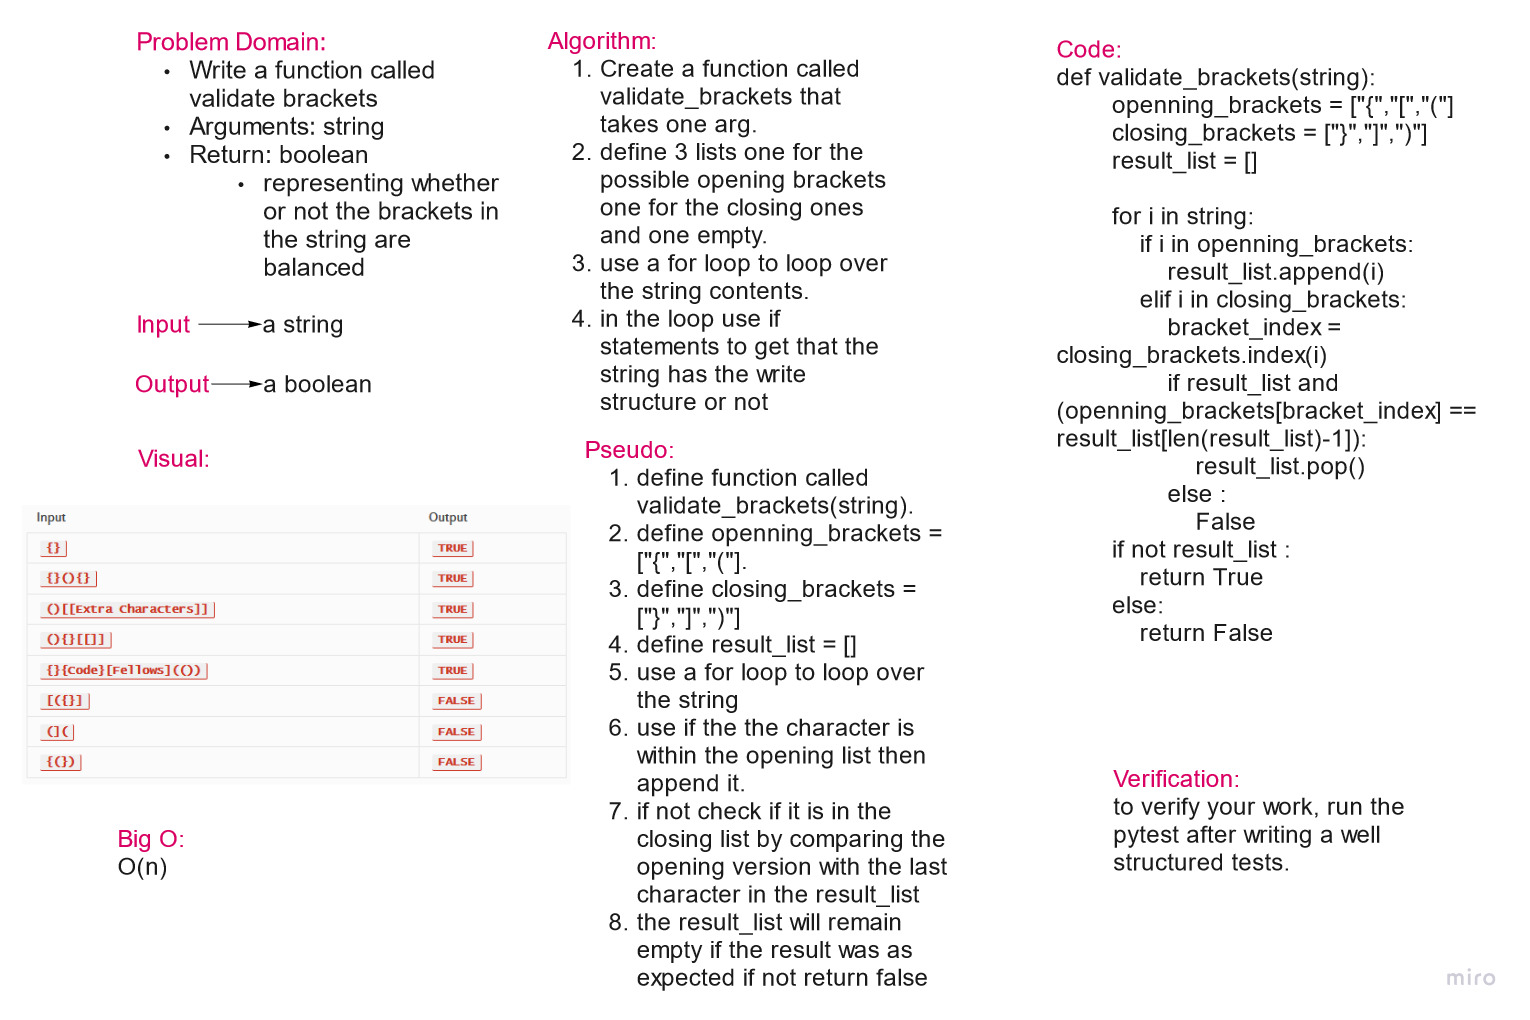 Problem Domain:
• Write a function called
validate brackets
• Arguments: string
• Return: boolean
• representing whether
or not the brackets in
the string are
balanced
Input a string
Output a boolean
Visual:
Input Output
{} TRUE
{}(){} TRUE
()[[Extra Characters]] TRUE
(){}[[]] TRUE
{}{Code}[Fellows](()) TRUE
[({}] FALSE
(]( FALSE
{(}) FALSE
Big O:
O(n)
Algorithm:
1. Create a function called
validate_brackets that
takes one arg.
2. define 3 lists one for the
possible opening brackets
one for the closing ones
and one empty.
3. use a for loop to loop over
the string contents.
4. in the loop use if
statements to get that the
string has the write
structure or not
Pseudo:
1. define function called
validate_brackets(string).
2. define openning_brackets =
["{","[","("].
3. define closing_brackets =
["}","]",")"]
4. define result_list = []
5. use a for loop to loop over
the string
6. use if the the character is
within the opening list then
append it.
7. if not check if it is in the
closing list by comparing the
opening version with the last
character in the result_list
8. the result_list will remain
empty if the result was as
expected if not return false
Code:
def validate_brackets(string):
openning_brackets = ["{","[","("]
closing_brackets = ["}","]",")"]
result_list = []
for i in string:
if i in openning_brackets:
result_list.append(i)
elif i in closing_brackets:
bracket_index =
closing_brackets.index(i)
if result_list and
(openning_brackets[bracket_index] ==
result_list[len(result_list)-1]):
result_list.pop()
else :
False
if not result_list :
return True
else:
return False
Verification:
to verify your work, run the
pytest after writing a well
structured tests.
miro